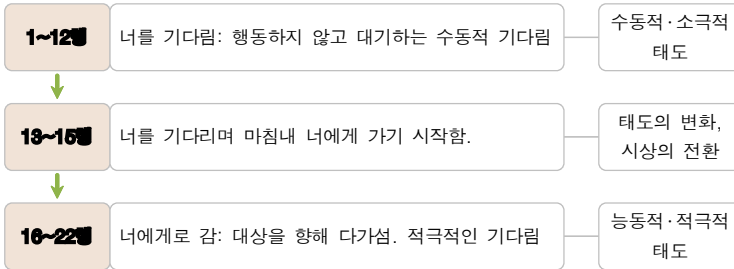 1~12행
너를 기다림: 행동하지 않고 대기하는 수동적 기다림
수동적·소극적
태도
13~15행
너를 기다리며 마침내 너에게 가기 시작함.
태도의 변화,
시상의 전환
16~22행
너에게로 감: 대상을 향해 다가섬. 적극적인 기다림
능동적·적극적
태도